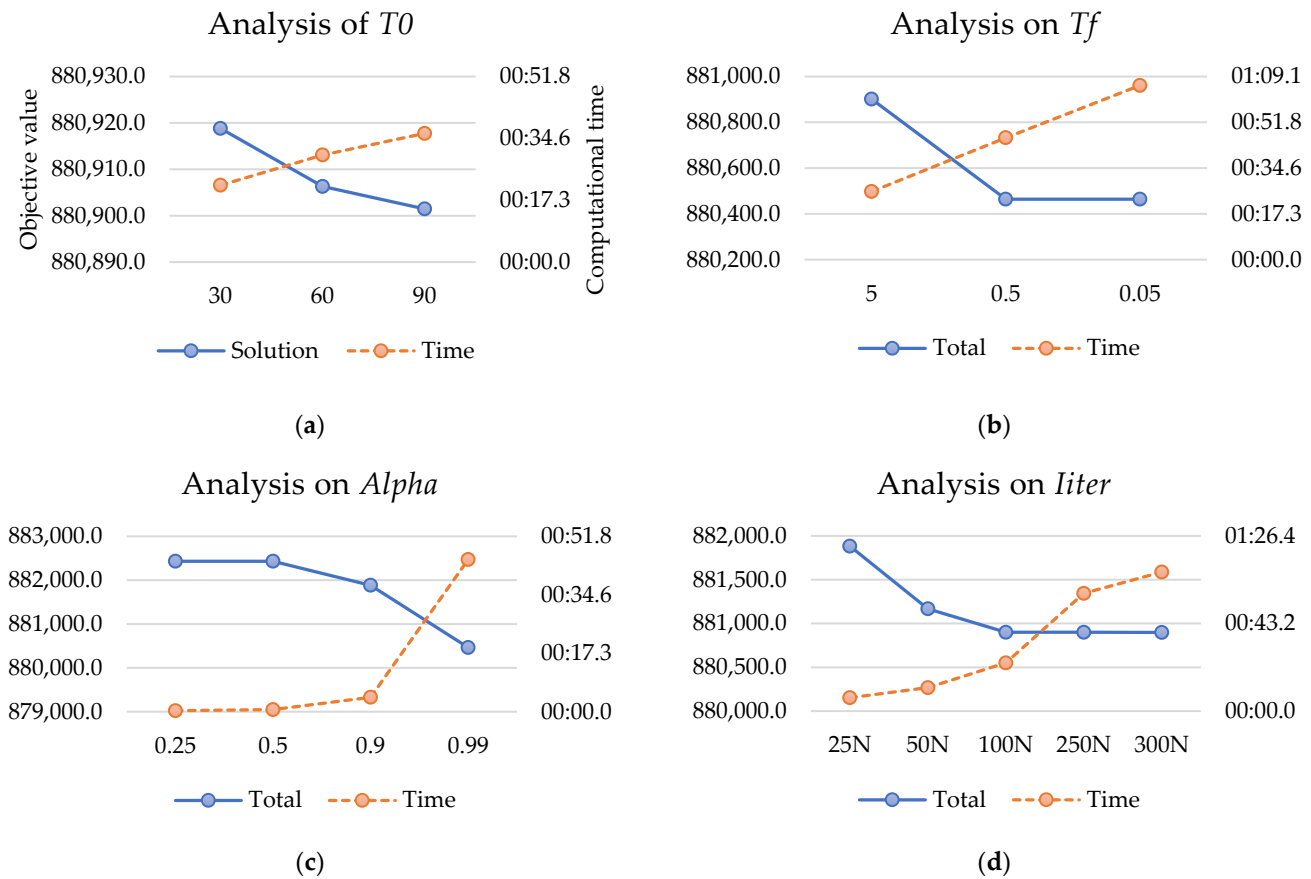 Analysis of T0
Objective value
880,930.0
880,920.0
880,910.0
880,900.0
880,890.0
00:51.8
00:34.6
00:17.3
00:00.0
Computational time
30 60 90
Solution Time
(a)
Analysis on Tf
881,000.0
880,800.0
880,600.0
880,400.0
880,200.0
01:09.1
00:51.8
00:34.6
00:17.3
00:00.0
5 0.5 0.05
Total Time
(b)
Analysis on Alpha
883,000.0
882,000.0
881,000.0
880,000.0
879,000.0
00:51.8
00:34.6
00:17.3
00:00.0
0.25 0.5 0.9 0.99
Total Time
(c)
Analysis on Iiter
882,000.0
881,500.0
881,000.0
880,500.0
880,000.0
01:26.4
00:43.2
00:00.0
25N 50N 100N 250N 300N
Total Time
(d)